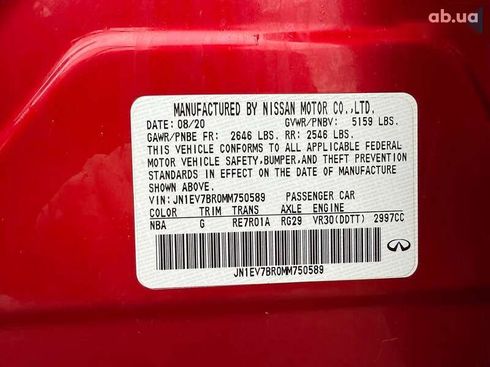 ab.ua
MANUFACTURED BY NISSAN MOTOR CO.,LTD.
DATE: 08/20 GVWR/PNBV: 5159 LBS.
GAWR/PNBE FR: 2646 LBS. RR: 2546 LBS.
THIS VEHICLE CONFORMS TO ALL APPLICABLE FEDERAL
MOTOR VEHICLE SAFETY, BUMPER, AND THEFT PREVENTION
STANDARDS IN EFFECT ON THE DATE OF MANUFACTURE
SHOWN ABOVE.
VIN: JN1EV7BR0MM750589 PASSENGER CAR
COLOR TRIM TRANS AXLE ENGINE
NBA G RE7R01A RG29 VR30(DDTT) 2997CC
JN1EV7BR0MM750589
INFINITI